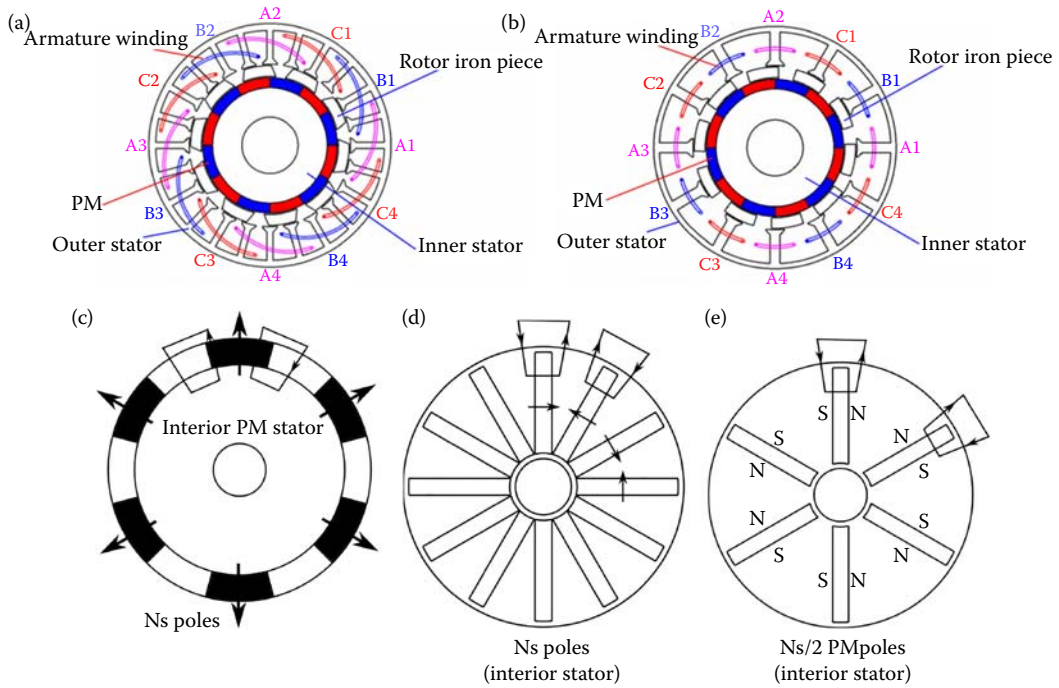 (a)
A2
B2
C1
Armature winding
Rotor iron piece
C2
B1
A3
A1
PM
B3
C4
Outer stator
Inner stator
C3
B4
A4
(b)
A2
B2
C1
Armature winding
Rotor iron piece
C2
B1
A3
A1
PM
B3
C4
Outer stator
Inner stator
C3
B4
A4
(c)
Interior PM stator
Ns poles
(d)
Ns poles
(interior stator)
(e)
S N
S
N
N
S
N
S
S
N
S N
Ns/2 PMpoles
(interior stator)